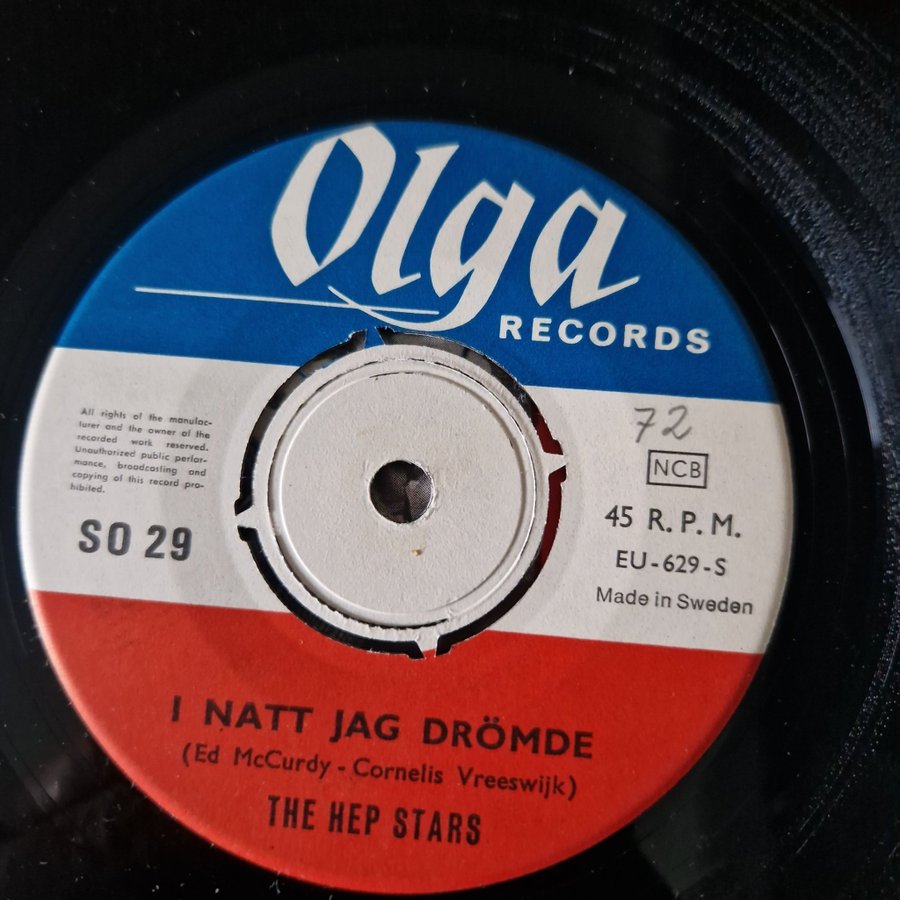 Olga
RECORDS
All rights of the manufac-
turer and the owner of the
recorded work reserved.
Unauthorized public perfor-
mance, broadcasting and
copying of this record pro-
hibited.
SO 29
72
NCB
45 R.P.M.
EU-629-S
Made in Sweden
I NATT JAG DRÖMDE
(Ed McCurdy - Cornelis Vreeswijk)
THE HEP STARS